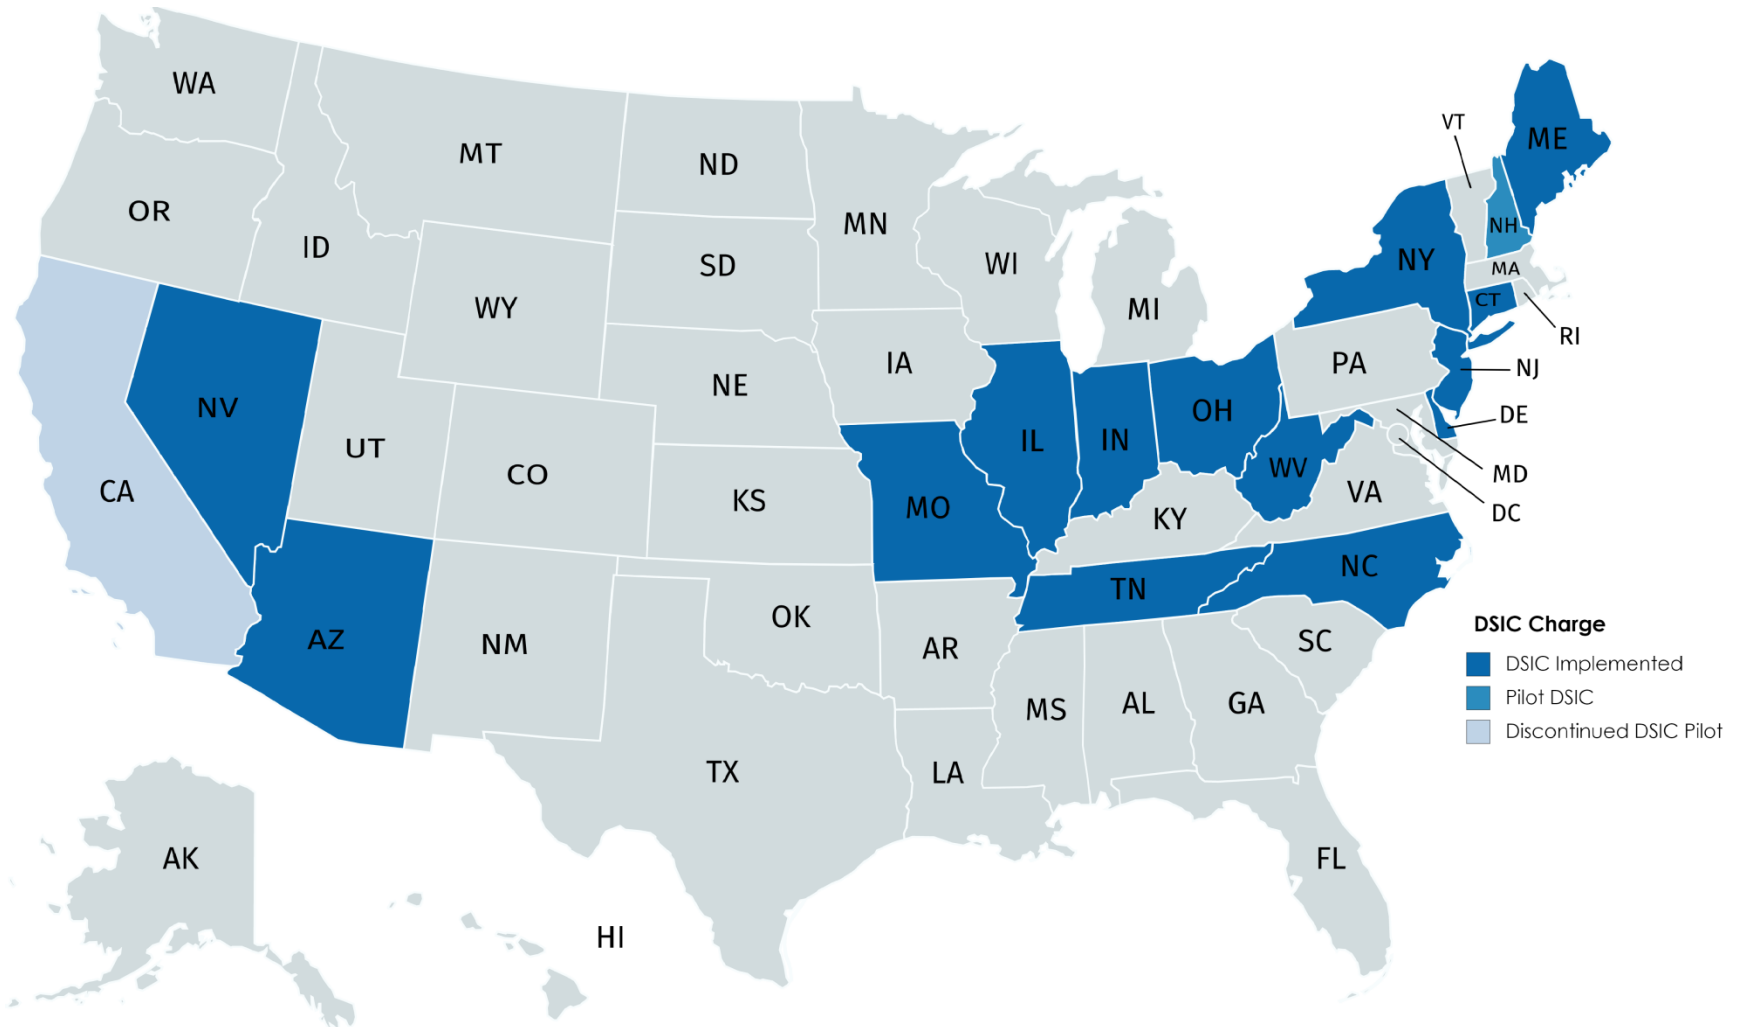 WA
MT
ND
MN
VT
ME
OR
ID
SD
WI
NH
NY
MA
WY
MI
CT
RI
IA
PA
NJ
NE
NV
OH
DE
UT
CO
IL
IN
WV
MD
CA
KS
MO
KY
VA
DC
NC
TN
AZ
NM
OK
AR
SC
DSIC Charge
DSIC Implemented
Pilot DSIC
Discontinued DSIC Pilot
MS
AL
GA
TX
LA
AK
FL
HI